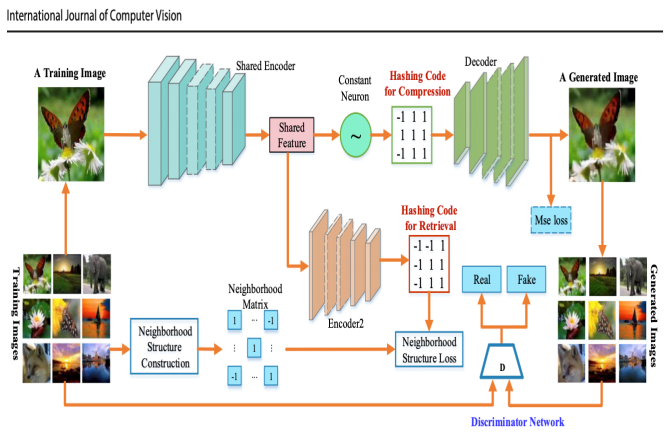 International Journal of Computer Vision
A Training Image
Shared Encoder
Constant
Neuron
Hashing Code
for Compression
Decoder
A Generated Image
Shared
Feature
~
-1 1 1
1 1 1
-1 1 1
Mse loss
Hashing Code
for Retrieval
-1 -1 1
-1 1 1
-1 1 1
Encoder2
Training Images
Neighborhood
Structure
Construction
Neighborhood
Matrix
1 ... -1
⋮ 1 ⋮
-1 ... 1
Neighborhood
Structure Loss
Real
Fake
D
Generated Images
Discriminator Network